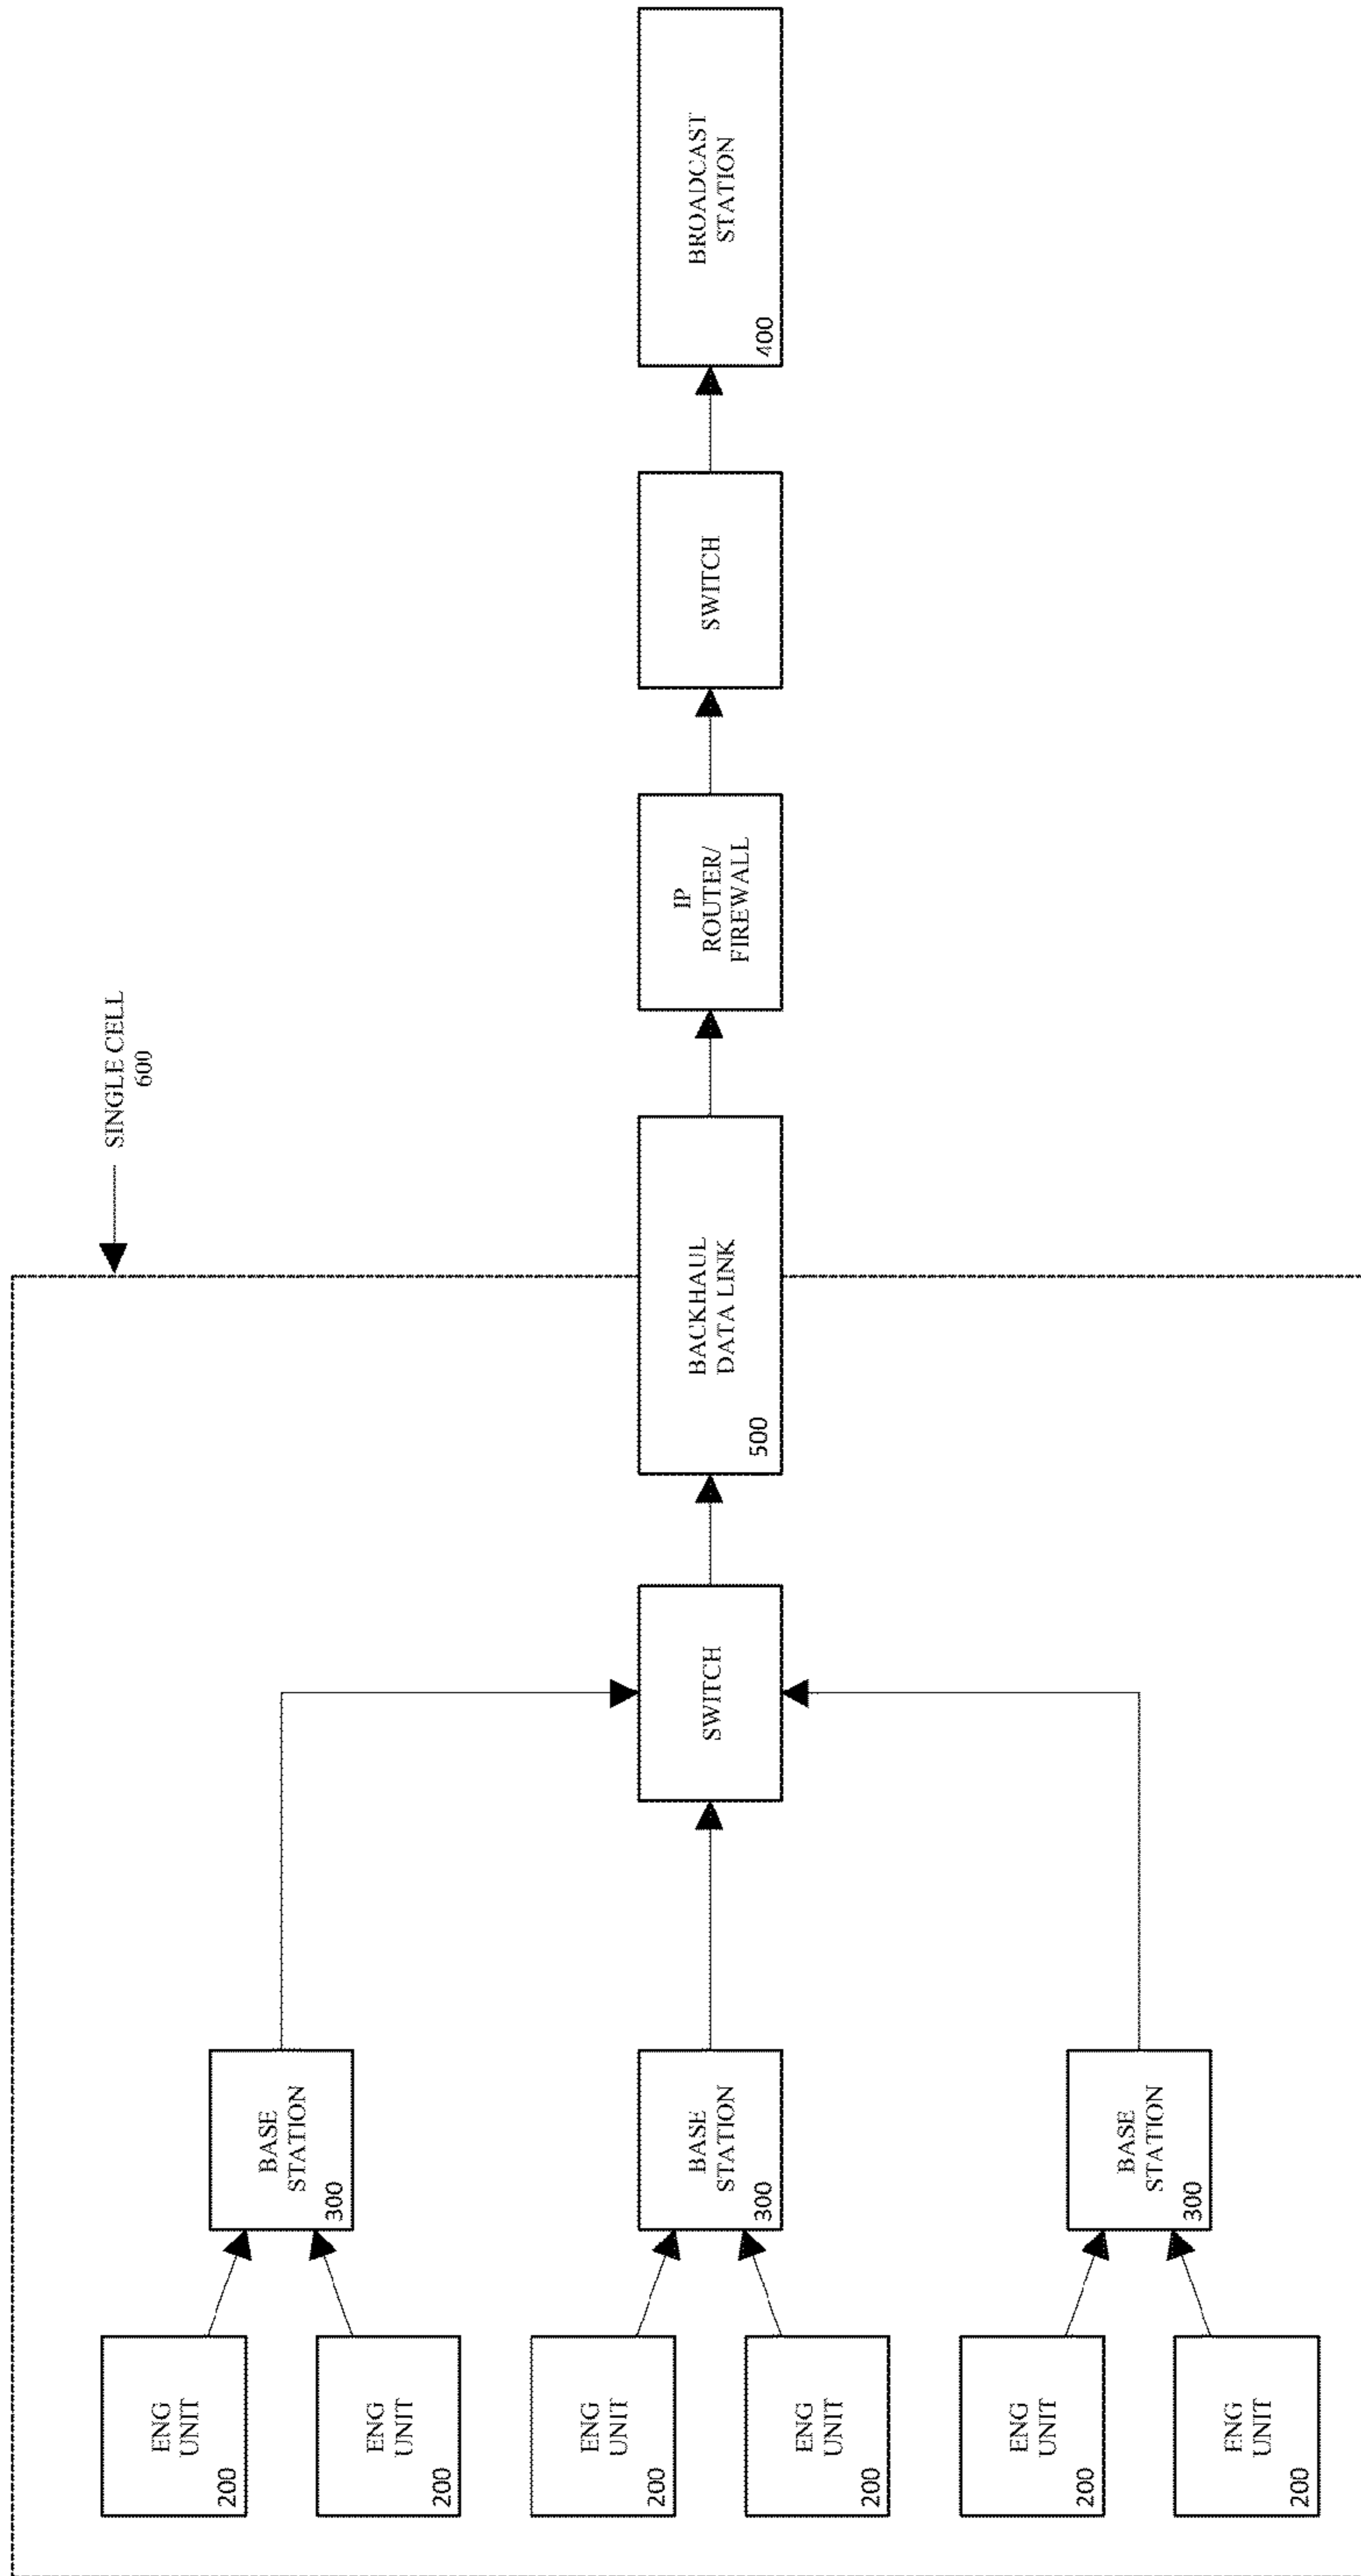 SINGLE CELL
600
ENG
UNIT
200
ENG
UNIT
200
BASE
STATION
300
ENG
UNIT
200
ENG
UNIT
200
BASE
STATION
300
ENG
UNIT
200
ENG
UNIT
200
BASE
STATION
300
SWITCH
BACKHAUL
DATA LINK
500
IP
ROUTER/
FIREWALL
SWITCH
BROADCAST
STATION
400